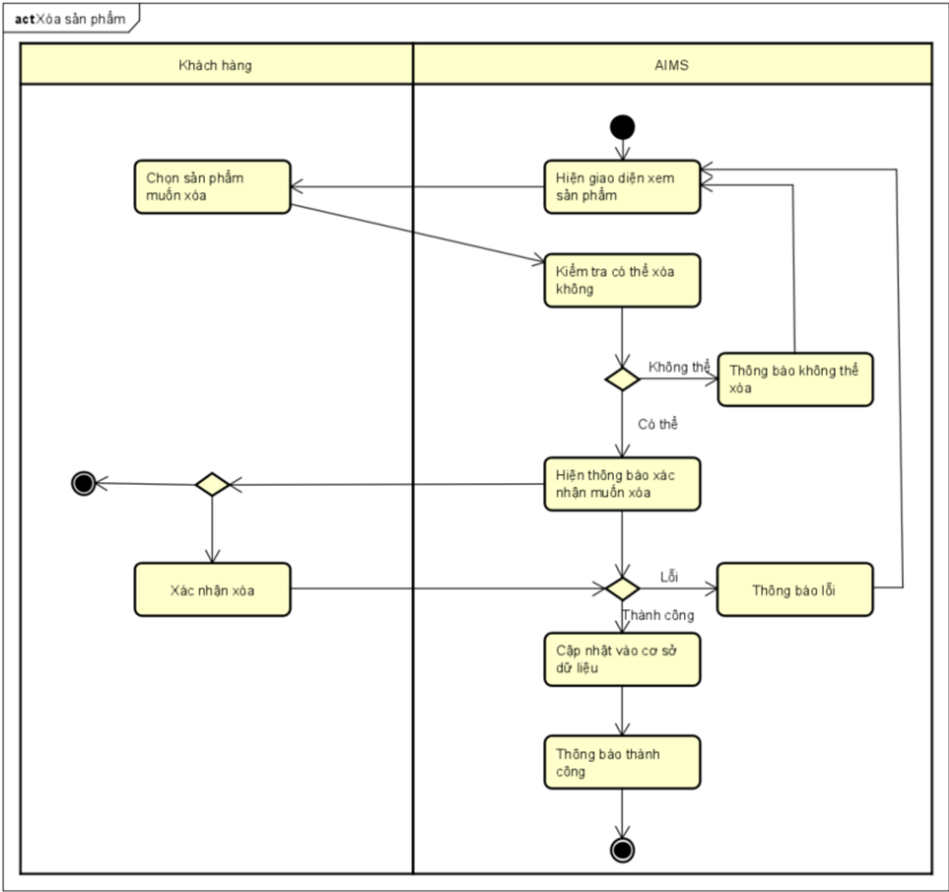 act Xóa sản phẩm
Khách hàng
AIMS
Chọn sản phẩm
muốn xóa
Hiện giao diện xem
sản phẩm
Kiểm tra có thể xóa
không
Không thể
Thông báo không thể
xóa
Có thể
Hiện thông báo xác
nhận muốn xóa
Xác nhận xóa
Lỗi
Thông báo lỗi
Thành công
Cập nhật vào cơ sở
dữ liệu
Thông báo thành
công